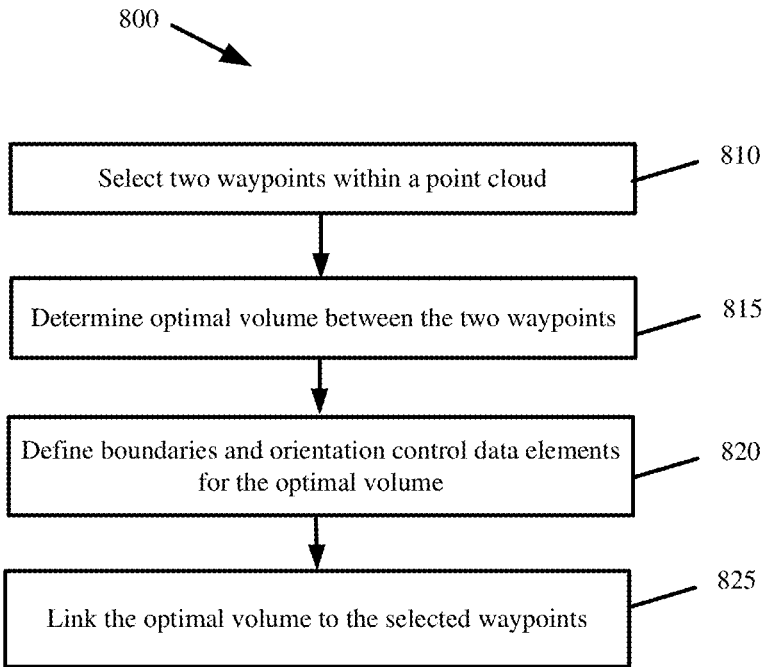 800
Select two waypoints within a point cloud
810
Determine optimal volume between the two waypoints
815
Define boundaries and orientation control data elements
for the optimal volume
820
Link the optimal volume to the selected waypoints
825